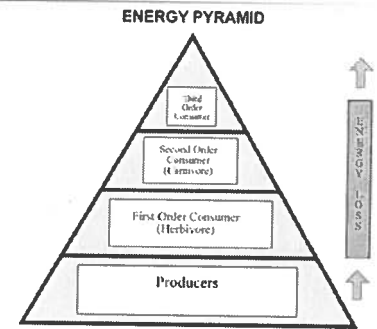 ENERGY PYRAMID
Third
Order
Consumer
Second Order
Consumer
(Carnivore)
First Order Consumer
(Herbivore)
Producers
ENERGY LOSS